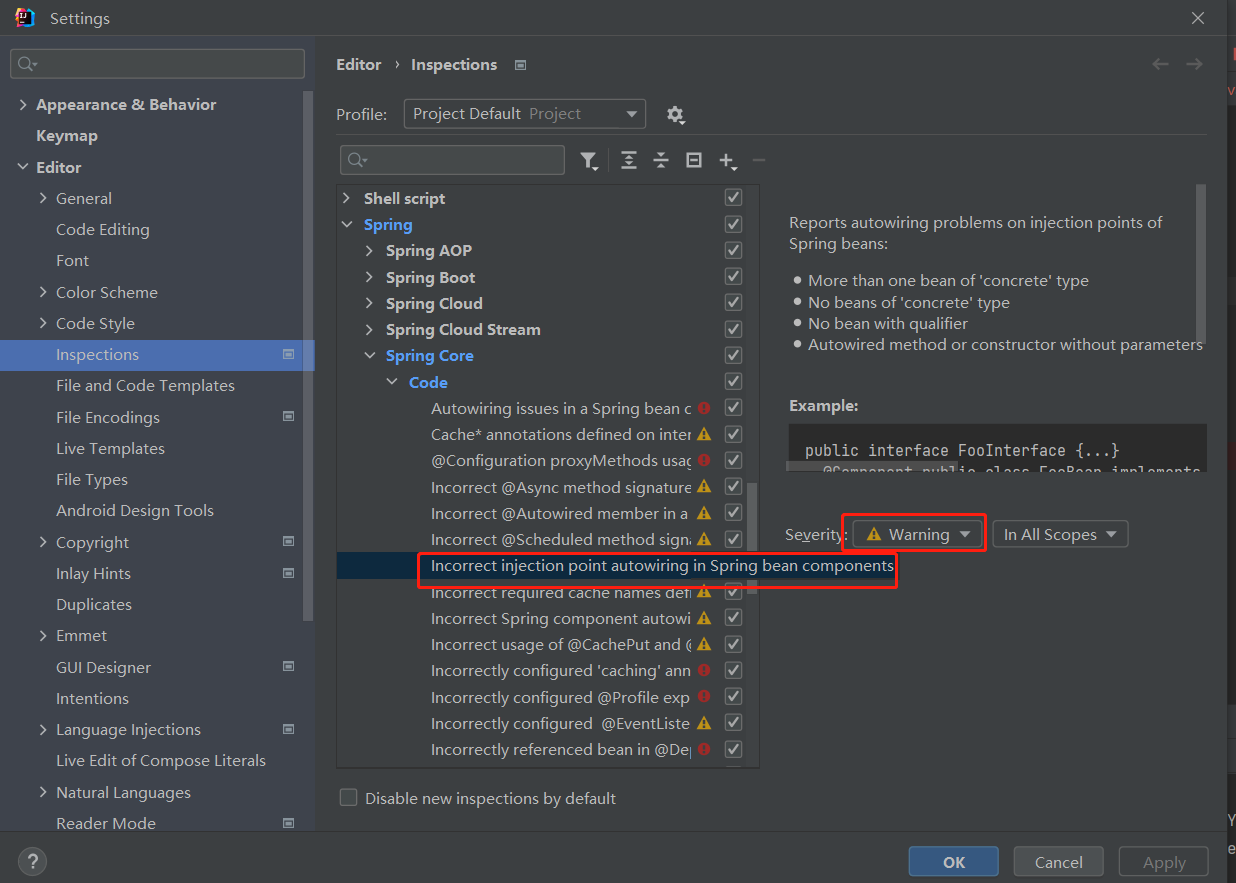 Settings
Appearance & Behavior
Keymap
Editor
General
Code Editing
Font
Color Scheme
Code Style
Inspections
File and Code Templates
File Encodings
Live Templates
File Types
Android Design Tools
Copyright
Inlay Hints
Duplicates
Emmet
GUI Designer
Intentions
Language Injections
Live Edit of Compose Literals
Natural Languages
Reader Mode
Editor › Inspections
Profile: Project Default Project
Shell script
Spring
Spring AOP
Spring Boot
Spring Cloud
Spring Cloud Stream
Spring Core
Code
Autowiring issues in a Spring bean c
Cache* annotations defined on inter
@Configuration proxyMethods usag
Incorrect @Async method signature
Incorrect @Autowired member in a
Incorrect @Scheduled method sign
Incorrect injection point autowiring in Spring bean components
Incorrect required cache names defi
Incorrect Spring component autowi
Incorrect usage of @CachePut and @
Incorrectly configured 'caching' ann
Incorrectly configured @Profile exp
Incorrectly configured @EventListe
Incorrectly referenced bean in @Dep
Disable new inspections by default
Reports autowiring problems on injection points of
Spring beans:
More than one bean of 'concrete' type
No beans of 'concrete' type
No bean with qualifier
Autowired method or constructor without parameters
Example:
public interface FooInterface {...}
@Component public class FooBean implements
Severity: Warning In All Scopes
? OK Cancel Apply